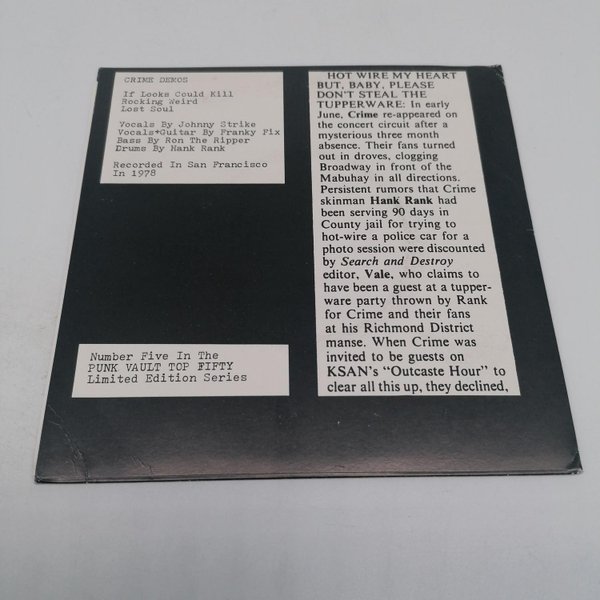 CRIME DEMOS
If Looks Could Kill
Rocking Weird
Lost Soul
Vocals By Johnny Strike
Vocals+Guitar By Franky Fix
Bass By Ron The Ripper
Drums By Hank Rank
Recorded In San Francisco
In 1978
Number Five In The
PUNK VAULT TOP FIFTY
Limited Edition Series
HOT WIRE MY HEART
BUT, BABY, PLEASE
DON'T STEAL THE
TUPPERWARE: In early
June, Crime re-appeared on
the concert circuit after a
mysterious three month
absence. Their fans turned
out in droves, clogging
Broadway in front of the
Mabuhay in all directions.
Persistent rumors that Crime
skinman Hank Rank had
been serving 90 days in
County jail for trying to
hot-wire a police car for a
photo session were discounted
by Search and Destroy
editor, Vale, who claims to
have been a guest at a tupper-
ware party thrown by Rank
for Crime and their fans
at his Richmond District
manse. When Crime was
invited to be guests on
KSAN's "Outcaste Hour" to
clear all this up, they declined,